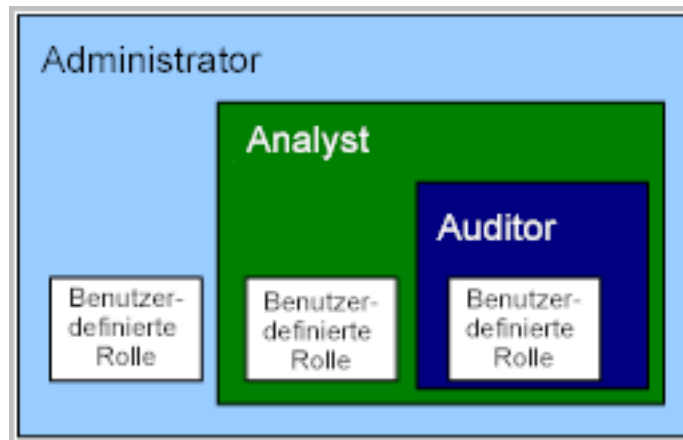 Administrator
Analyst
Auditor
Benutzer-
definierte
Rolle
Benutzer-
definierte
Rolle
Benutzer-
definierte
Rolle